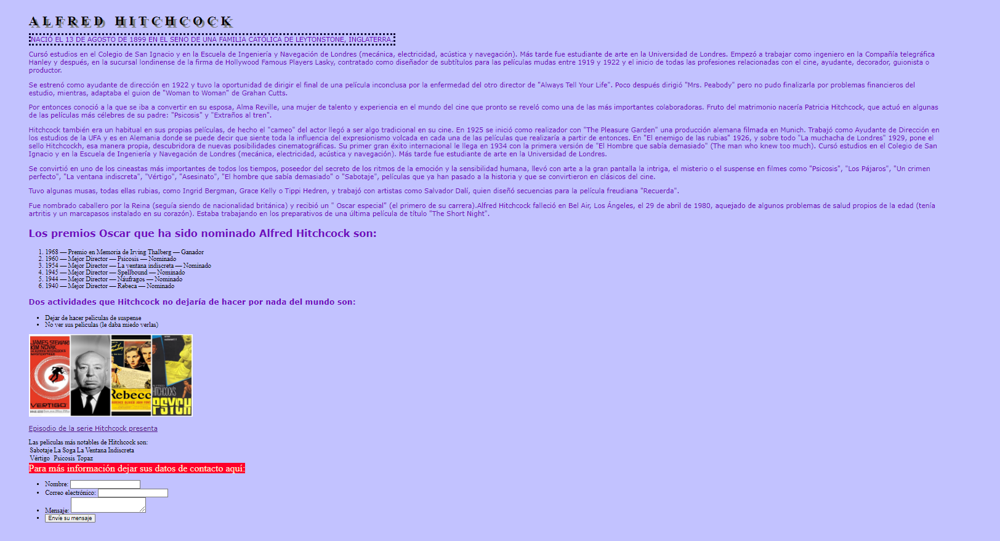 ALFRED HITCHCOCK
NACIÓ EL 13 DE AGOSTO DE 1899 EN EL SENO DE UNA FAMILIA CATÓLICA DE LEYTONSTONE, INGLATERRA.
Cursó estudios en el Colegio de San Ignacio y en la Escuela de Ingeniería y Navegación de Londres (mecánica, electricidad, acústica y navegación). Más tarde fue estudiante de arte en la Universidad de Londres. Empezó a trabajar como ingeniero en la Compañía telegráfica
Hanley y después, en la sucursal londinense de la firma de Hollywood Famous Players Lasky, contratado como diseñador de subtítulos para las películas mudas entre 1919 y 1922 y el inicio de todas las profesiones relacionadas con el cine, ayudante, decorador, guionista o
productor.
Se estrenó como ayudante de dirección en 1922 y tuvo la oportunidad de dirigir el final de una película inconclusa por la enfermedad del otro director de "Always Tell Your Life". Poco después dirigió "Mrs. Peabody" pero no pudo finalizarla por problemas financieros del
estudio, mientras, adaptaba el guion de "Woman to Woman" de Grahan Cutts.
Por entonces conoció a la que se iba a convertir en su esposa, Alma Reville, una mujer de talento y experiencia en el mundo del cine que pronto se reveló como una de las más importantes colaboradoras. Fruto del matrimonio nacería Patricia Hitchcock, que actuó en algunas
de las películas más célebres de su padre: "Psicosis" y "Extraños al tren".
Hitchcock también era un habitual en sus propias películas, de hecho el "cameo" del actor llegó a ser algo tradicional en su cine. En 1925 se inició como realizador con "The Pleasure Garden" una producción alemana filmada en Munich. Trabajó como Ayudante de Dirección en
los estudios de la UFA y es en Alemania donde se puede decir que siente toda la influencia del expresionismo volcada en cada una de las películas que realizaría a partir de entonces. En "El enemigo de las rubias" 1926, y sobre todo "La muchacha de Londres" 1929, pone el
sello Hitchcockh, esa manera propia, descubridora de nuevas posibilidades cinematográficas. Su primer gran éxito internacional le llega en 1934 con la primera versión de "El Hombre que sabía demasiado" (The man who knew too much). Cursó estudios en el Colegio de San
Ignacio y en la Escuela de Ingeniería y Navegación de Londres (mecánica, electricidad, acústica y navegación). Más tarde fue estudiante de arte en la Universidad de Londres.
Se convirtió en uno de los cineastas más importantes de todos los tiempos, poseedor del secreto de los ritmos de la emoción y la sensibilidad humana, llevó con arte a la gran pantalla la intriga, el misterio o el suspense en filmes como "Psicosis", "Los Pájaros", "Un crimen
perfecto", "La ventana indiscreta", "Vértigo", "Asesinato", "El hombre que sabía demasiado" o "Sabotaje", películas que ya han pasado a la historia y que se convirtieron en clásicos del cine.
Tuvo algunas musas, todas ellas rubias, como Ingrid Bergman, Grace Kelly o Tippi Hedren, y trabajó con artistas como Salvador Dalí, quien diseñó secuencias para la película freudiana "Recuerda".
Fue nombrado caballero por la Reina (seguía siendo de nacionalidad británica) y recibió un " Oscar especial" (el primero de su carrera).Alfred Hitchcock falleció en Bel Air, Los Ángeles, el 29 de abril de 1980, aquejado de algunos problemas de salud propios de la edad (tenía
artritis y un marcapasos instalado en su corazón). Estaba trabajando en los preparativos de una última película de título "The Short Night".
Los premios Oscar que ha sido nominado Alfred Hitchcock son:
1. 1968 — Premio en Memoria de Irving Thalberg — Ganador
2. 1960 — Mejor Director — Psicosis — Nominado
3. 1954 — Mejor Director — La ventana indiscreta — Nominado
4. 1945 — Mejor Director — Spellbound — Nominado
5. 1944 — Mejor Director — Náufragos — Nominado
6. 1940 — Mejor Director — Rebeca — Nominado
Dos actividades que Hitchcock no dejaría de hacer por nada del mundo son:
• Dejar de hacer películas de suspense
• No ver sus películas (le daba miedo verlas)
JAMES STEWART
KIM NOVAK
VERTIGO
Rebecc
HITCHCOCK'S
PSYCH
Episodio de la serie Hitchcock presenta
Las películas más notables de Hitchcock son:
Sabotaje La Soga La Ventana Indiscreta
Vértigo Psicosis Topaz
Para más información dejar sus datos de contacto aquí:
• Nombre:
• Correo electrónico:
• Mensaje:
• Envíe su mensaje